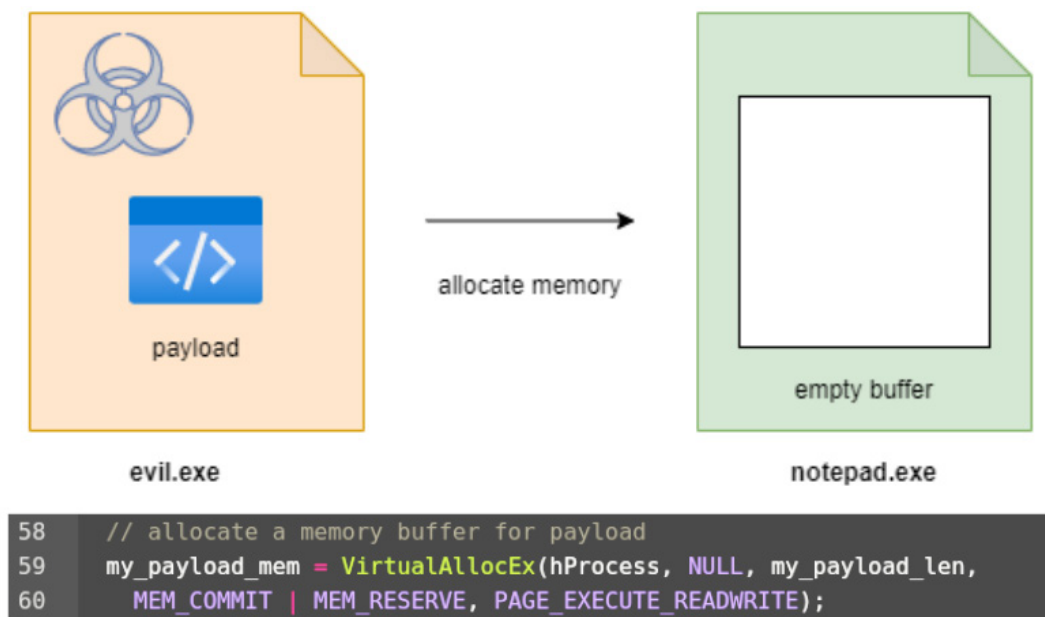 </>
payload
allocate memory
empty buffer
evil.exe
notepad.exe
58 // allocate a memory buffer for payload
59 my_payload_mem = VirtualAllocEx(hProcess, NULL, my_payload_len,
60 MEM_COMMIT | MEM_RESERVE, PAGE_EXECUTE_READWRITE);